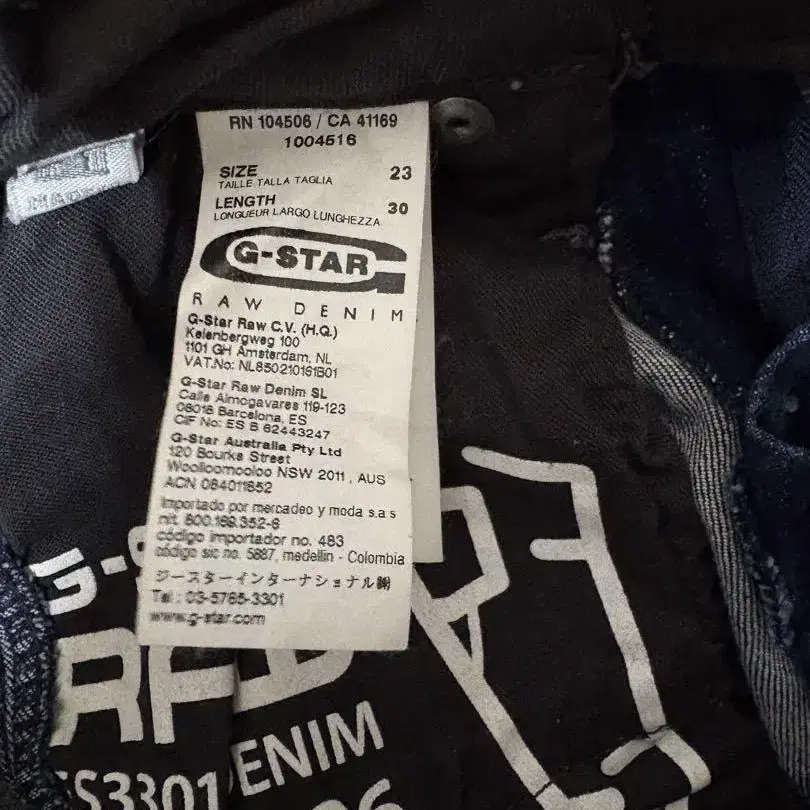 RN 104506 / CA 41169
1004516
SIZE 23
TAILLE TALLA TAGLIA
LENGTH 30
LONGUEUR LARGO LUNGHEZZA
G-STAR
RAW DENIM
G-Star Raw C.V. (H.Q.)
Keienbergweg 100
1101 GH Amsterdam, NL
VAT.No: NL850210161B01
G-Star Raw Denim SL
Calle Almogavares 119-123
08018 Barcelona, ES
CIF No: ES B 62443247
G-Star Australia Pty Ltd
120 Bourke Street
Woolloomooloo NSW 2011, AUS
ACN 084011852
Importado por mercadeo y moda s.a.s
nit. 800.169.352-6
código importador no. 483
código sic no. 5887, medellin - Colombia
ジースターインターナショナル㈱
Tel : 03-5765-3301
www.g-star.com
G-S
DENIM
ES3301